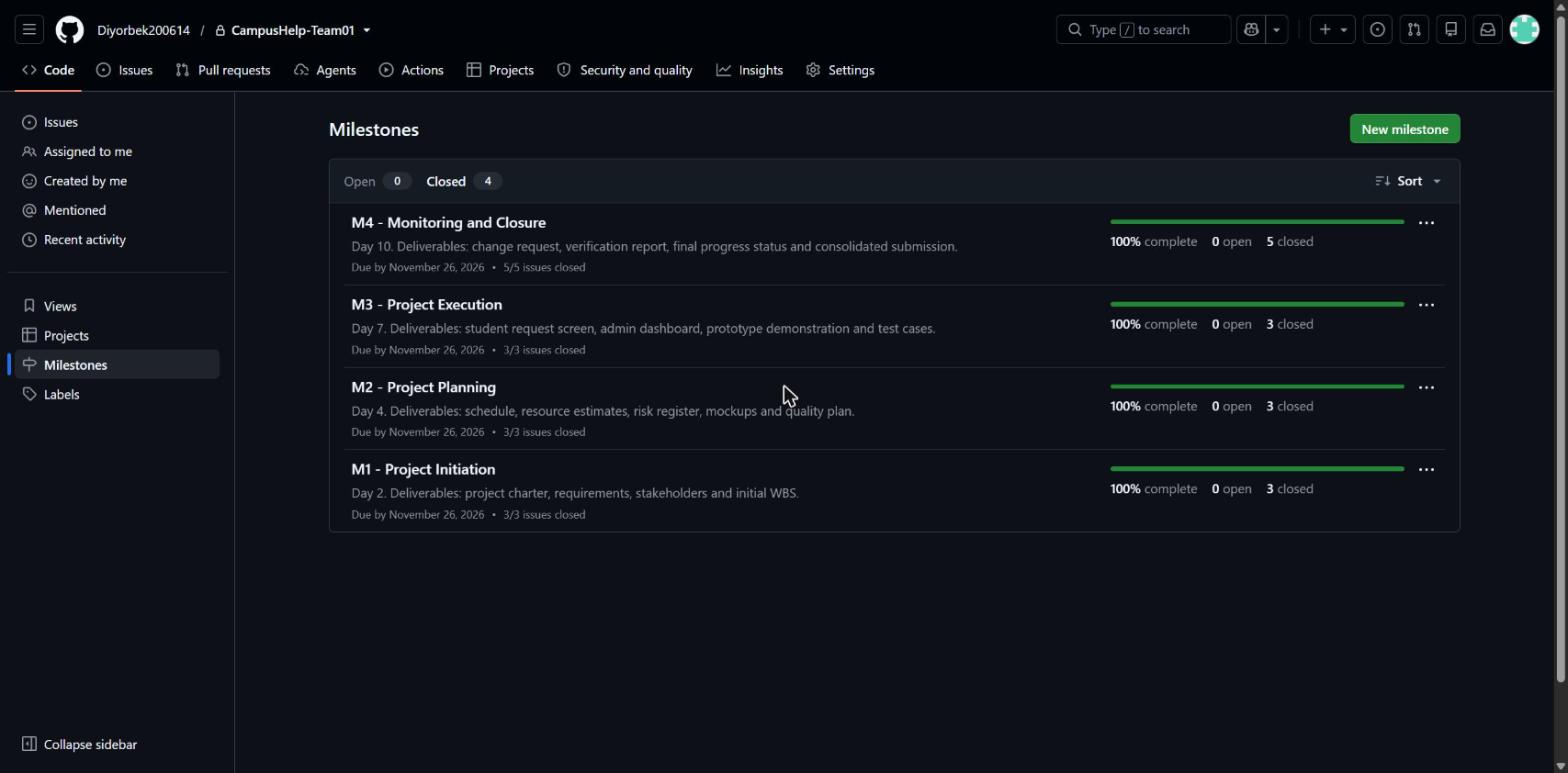 Diyorbek200614 / CampusHelp-Team01
Type / to search
Code Issues Pull requests Agents Actions Projects Security and quality Insights Settings
Issues
Assigned to me
Created by me
Mentioned
Recent activity
Views
Projects
Milestones
Labels
Collapse sidebar
Milestones
New milestone
Open 0 Closed 4
Sort
M4 - Monitoring and Closure
Day 10. Deliverables: change request, verification report, final progress status and consolidated submission.
Due by November 26, 2026 • 5/5 issues closed
100% complete 0 open 5 closed
M3 - Project Execution
Day 7. Deliverables: student request screen, admin dashboard, prototype demonstration and test cases.
Due by November 26, 2026 • 3/3 issues closed
100% complete 0 open 3 closed
M2 - Project Planning
Day 4. Deliverables: schedule, resource estimates, risk register, mockups and quality plan.
Due by November 26, 2026 • 3/3 issues closed
100% complete 0 open 3 closed
M1 - Project Initiation
Day 2. Deliverables: project charter, requirements, stakeholders and initial WBS.
Due by November 26, 2026 • 3/3 issues closed
100% complete 0 open 3 closed